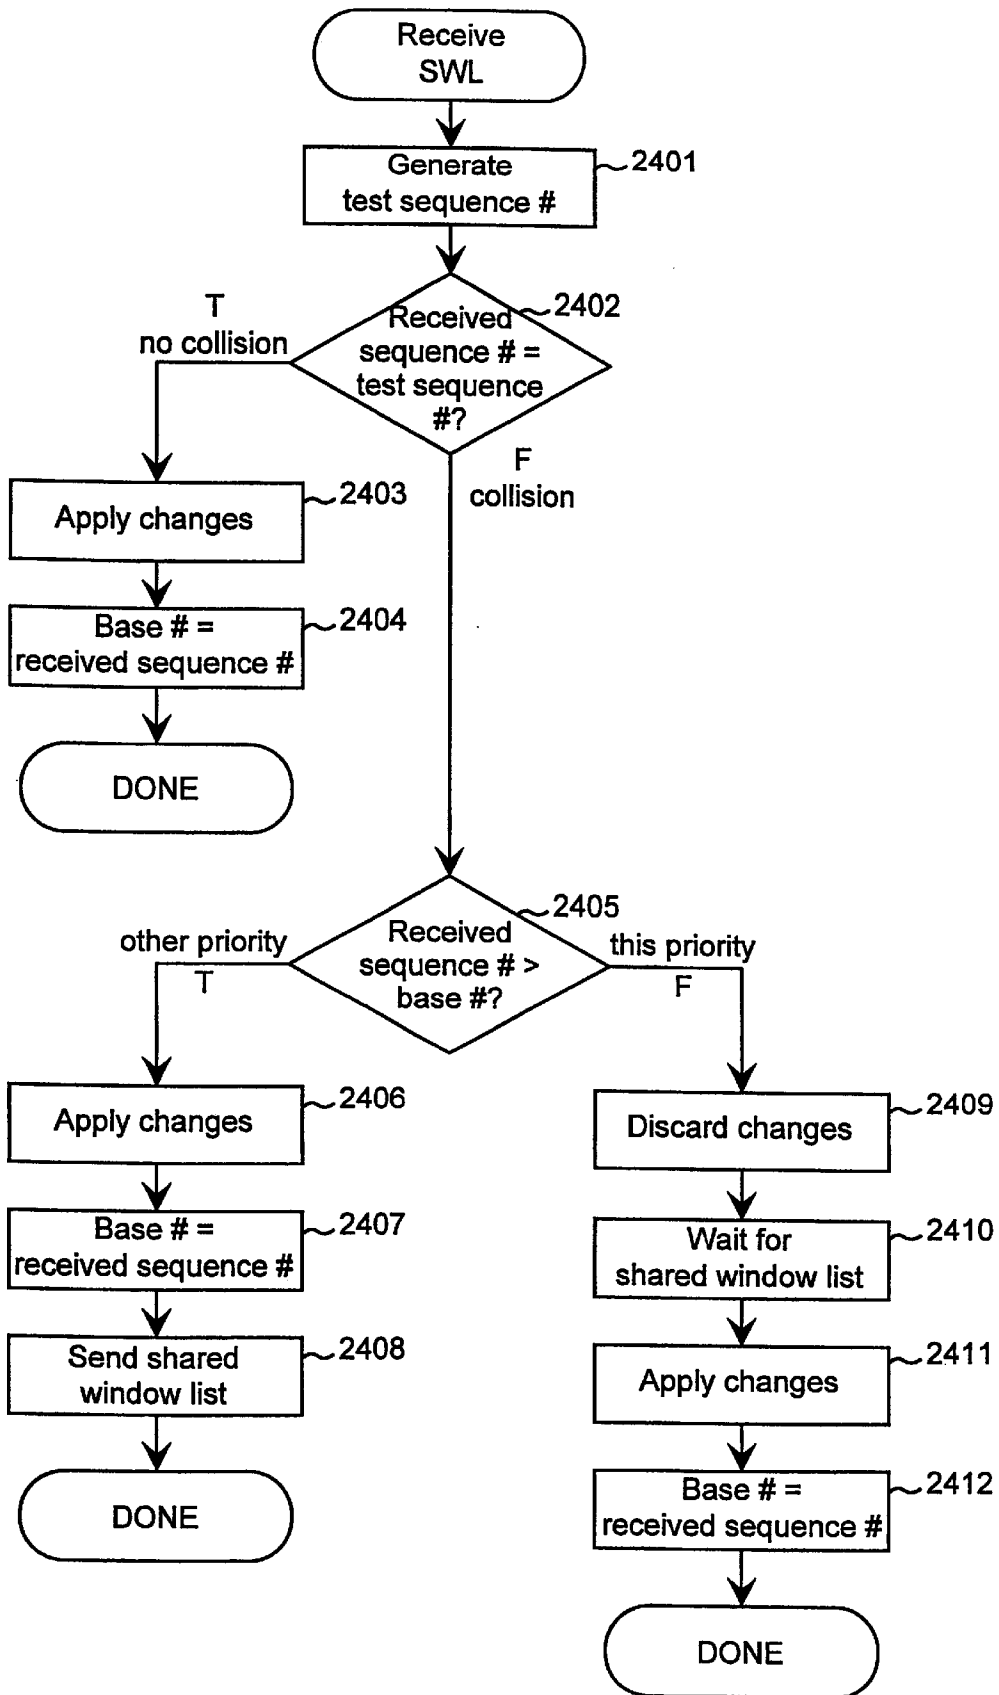 Receive
SWL
Generate
test sequence #
2401
2402
Received
sequence # =
test sequence
#?
T
no collision
F
collision
Apply changes
2403
Base # =
received sequence #
2404
DONE
2405
Received
sequence # >
base #?
other priority
T
this priority
F
Apply changes
2406
Base # =
received sequence #
2407
Send shared
window list
2408
DONE
Discard changes
2409
Wait for
shared window list
2410
Apply changes
2411
Base # =
received sequence #
2412
DONE